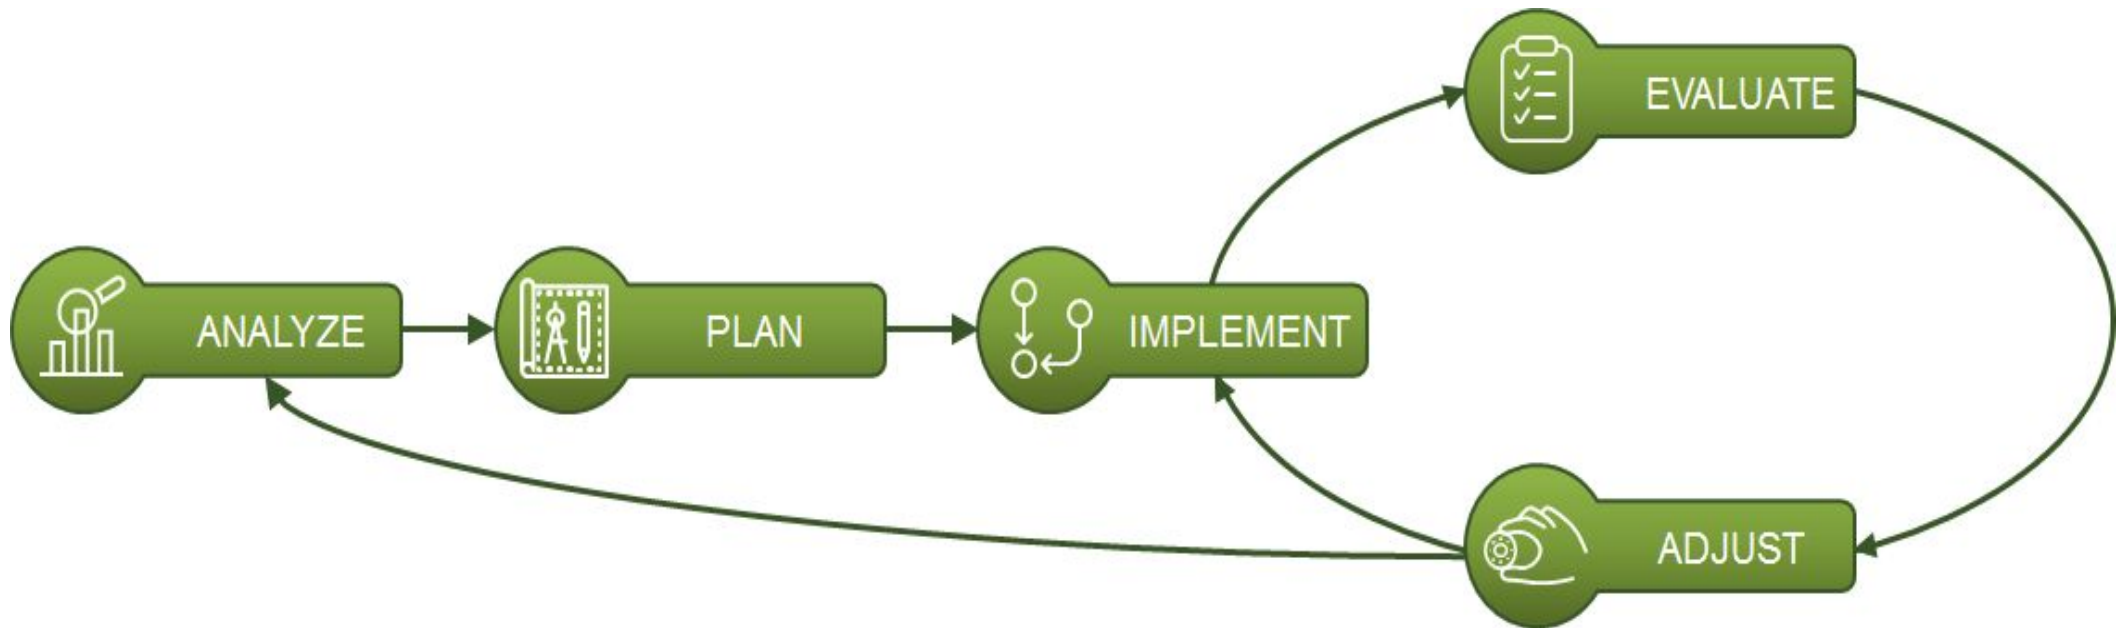 ANALYZE
PLAN
IMPLEMENT
EVALUATE
ADJUST